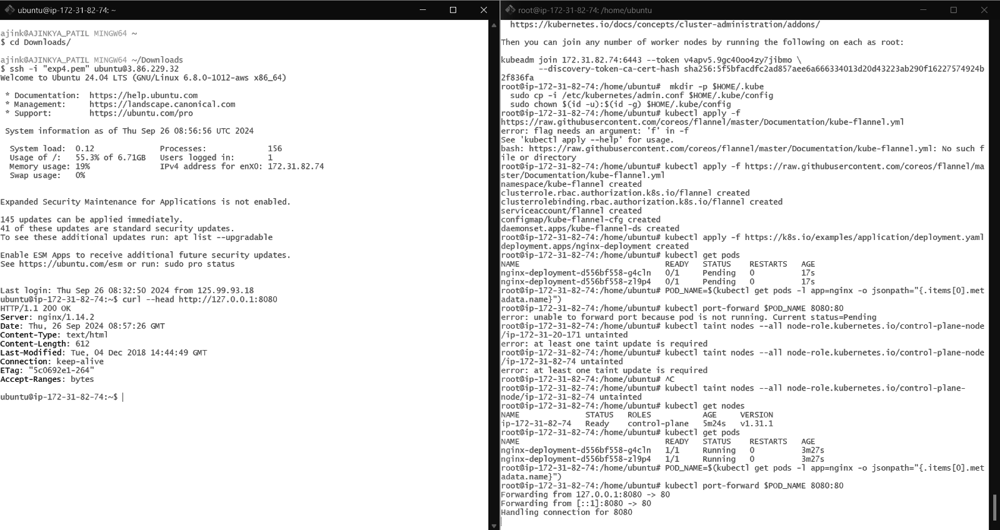 ubuntu@ip-172-31-82-74: ~
ajink@AJINKYA_PATIL MINGW64 ~
$ cd Downloads/
ajink@AJINKYA_PATIL MINGW64 ~/Downloads
$ ssh -i "exp4.pem" ubuntu@3.86.229.32
Welcome to Ubuntu 24.04 LTS (GNU/Linux 6.8.0-1012-aws x86_64)
* Documentation:  https://help.ubuntu.com
* Management:     https://landscape.canonical.com
* Support:        https://ubuntu.com/pro
System information as of Thu Sep 26 08:56:56 UTC 2024
System load:  0.12              Processes:             156
Usage of /:   55.3% of 6.71GB   Users logged in:       1
Memory usage: 19%               IPv4 address for enX0: 172.31.82.74
Swap usage:   0%
Expanded Security Maintenance for Applications is not enabled.
145 updates can be applied immediately.
41 of these updates are standard security updates.
To see these additional updates run: apt list --upgradable
Enable ESM Apps to receive additional future security updates.
See https://ubuntu.com/esm or run: sudo pro status
Last login: Thu Sep 26 08:32:50 2024 from 125.99.93.18
ubuntu@ip-172-31-82-74:~$ curl --head http://127.0.0.1:8080
HTTP/1.1 200 OK
Server: nginx/1.14.2
Date: Thu, 26 Sep 2024 08:57:26 GMT
Content-Type: text/html
Content-Length: 612
Last-Modified: Tue, 04 Dec 2018 14:44:49 GMT
Connection: keep-alive
ETag: "5c0692e1-264"
Accept-Ranges: bytes
ubuntu@ip-172-31-82-74:~$
root@ip-172-31-82-74: /home/ubuntu
https://kubernetes.io/docs/concepts/cluster-administration/addons/
Then you can join any number of worker nodes by running the following on each as root:
kubeadm join 172.31.82.74:6443 --token v4apv5.9gc40oo4zy7jibmo \
--discovery-token-ca-cert-hash sha256:5f5bfacdfc2ad857aee6a666334013d20d43223ab290f16227574924b
2f836fa
root@ip-172-31-82-74:/home/ubuntu#  mkdir -p $HOME/.kube
sudo cp -i /etc/kubernetes/admin.conf $HOME/.kube/config
sudo chown $(id -u):$(id -g) $HOME/.kube/config
root@ip-172-31-82-74:/home/ubuntu# kubectl apply -f
https://raw.githubusercontent.com/coreos/flannel/master/Documentation/kube-flannel.yml
error: flag needs an argument: 'f' in -f
See 'kubectl apply --help' for usage.
bash: https://raw.githubusercontent.com/coreos/flannel/master/Documentation/kube-flannel.yml: No such f
ile or directory
root@ip-172-31-82-74:/home/ubuntu# kubectl apply -f https://raw.githubusercontent.com/coreos/flannel/ma
ster/Documentation/kube-flannel.yml
namespace/kube-flannel created
clusterrole.rbac.authorization.k8s.io/flannel created
clusterrolebinding.rbac.authorization.k8s.io/flannel created
serviceaccount/flannel created
configmap/kube-flannel-cfg created
daemonset.apps/kube-flannel-ds created
root@ip-172-31-82-74:/home/ubuntu# kubectl apply -f https://k8s.io/examples/application/deployment.yaml
deployment.apps/nginx-deployment created
root@ip-172-31-82-74:/home/ubuntu# kubectl get pods
NAME                               READY   STATUS    RESTARTS   AGE
nginx-deployment-d556bf558-g4cln   0/1     Pending   0          17s
nginx-deployment-d556bf558-zl9p4   0/1     Pending   0          17s
root@ip-172-31-82-74:/home/ubuntu# POD_NAME=$(kubectl get pods -l app=nginx -o jsonpath="{.items[0].met
adata.name}")
root@ip-172-31-82-74:/home/ubuntu# kubectl port-forward $POD_NAME 8080:80
error: unable to forward port because pod is not running. Current status=Pending
root@ip-172-31-82-74:/home/ubuntu# kubectl taint nodes --all node-role.kubernetes.io/control-plane-node
/ip-172-31-20-171 untainted
error: at least one taint update is required
root@ip-172-31-82-74:/home/ubuntu# kubectl taint nodes --all node-role.kubernetes.io/control-plane-node
/ip-172-31-82-74 untainted
error: at least one taint update is required
root@ip-172-31-82-74:/home/ubuntu# ^C
root@ip-172-31-82-74:/home/ubuntu# kubectl taint nodes --all node-role.kubernetes.io/control-plane-
node/ip-172-31-82-74 untainted
root@ip-172-31-82-74:/home/ubuntu# kubectl get nodes
NAME              STATUS   ROLES           AGE     VERSION
ip-172-31-82-74   Ready    control-plane   5m24s   v1.31.1
root@ip-172-31-82-74:/home/ubuntu# kubectl get pods
NAME                               READY   STATUS    RESTARTS   AGE
nginx-deployment-d556bf558-g4cln   1/1     Running   0          3m27s
nginx-deployment-d556bf558-zl9p4   1/1     Running   0          3m27s
root@ip-172-31-82-74:/home/ubuntu# POD_NAME=$(kubectl get pods -l app=nginx -o jsonpath="{.items[0].met
adata.name}")
root@ip-172-31-82-74:/home/ubuntu# kubectl port-forward $POD_NAME 8080:80
Forwarding from 127.0.0.1:8080 -> 80
Forwarding from [::1]:8080 -> 80
Handling connection for 8080